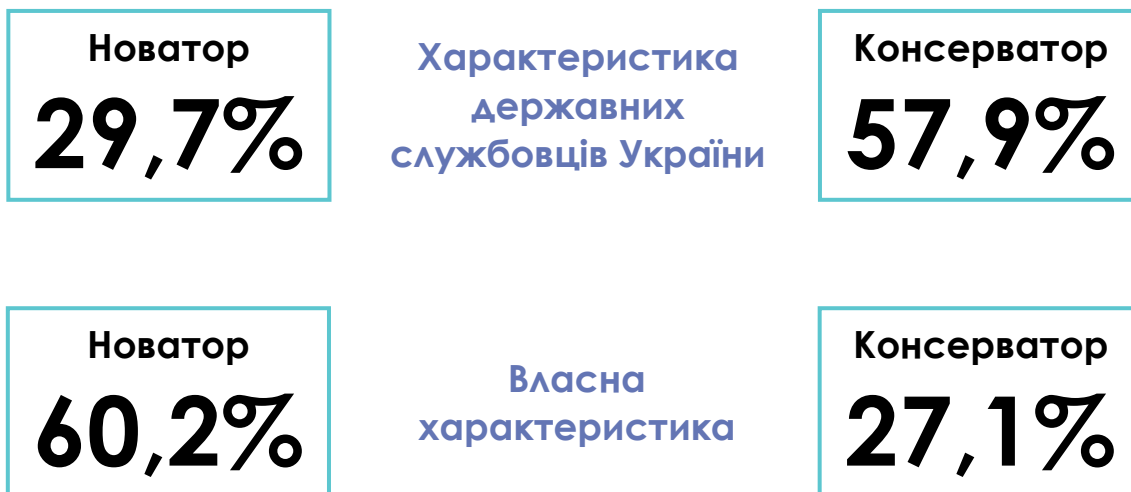 Новатор
29,7%
Характеристика
державних
службовців України
Консерватор
57,9%
Новатор
60,2%
Власна
характеристика
Консерватор
27,1%